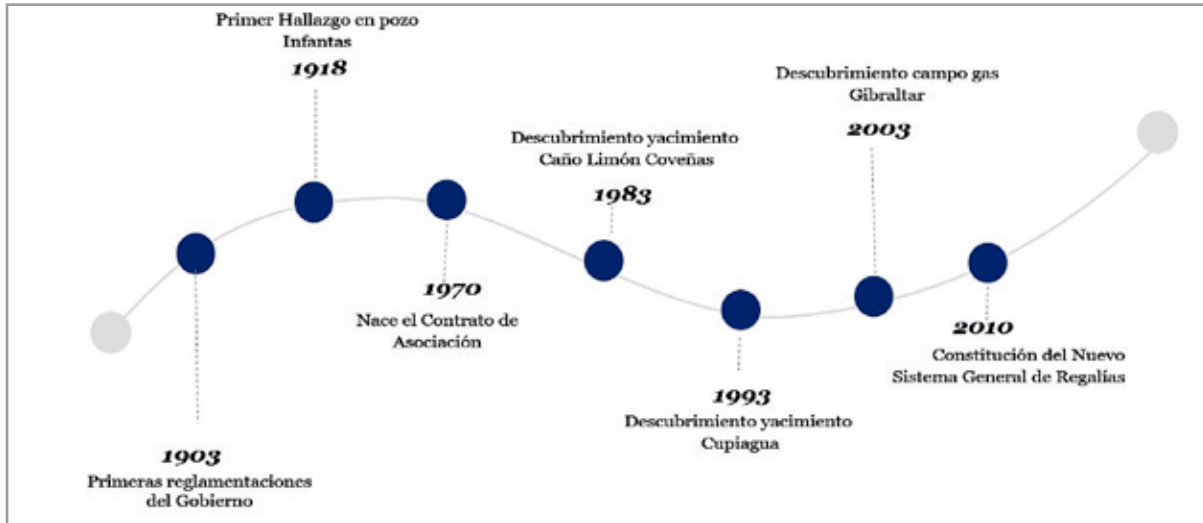 Primer Hallazgo en pozo
Infantas
1918
Descubrimiento campo gas
Gibraltar
2003
Descubrimiento yacimiento
Caño Limón Coveñas
1983
1970
Nace el Contrato de
Asociación
2010
Constitución del Nuevo
Sistema General de Regalías
1993
Descubrimiento yacimiento
Cupiagua
1903
Primeras reglamentaciones
del Gobierno